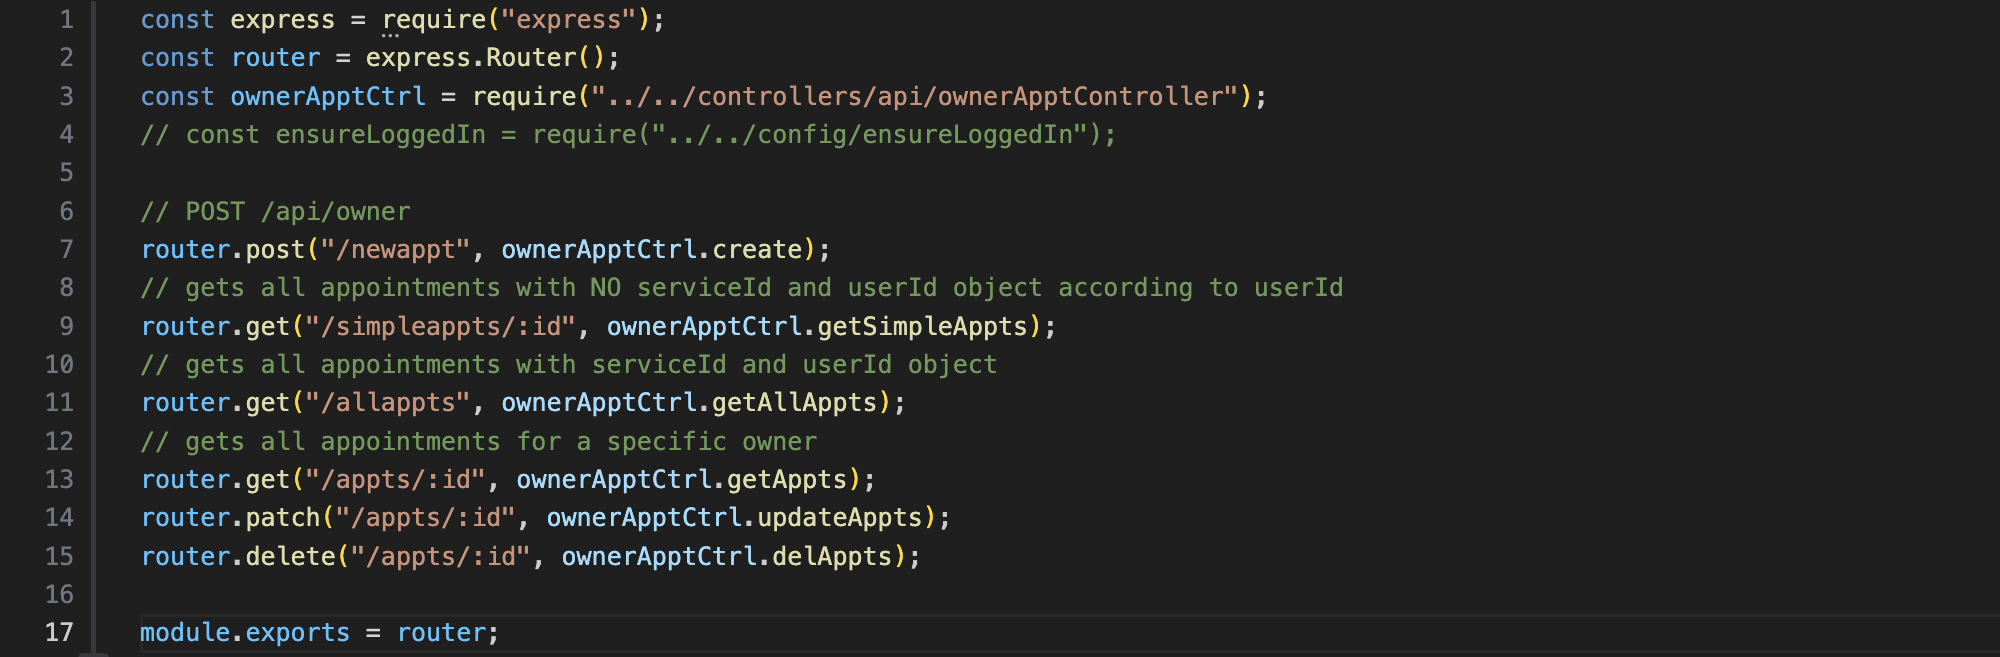 1 const express = require("express");
2 const router = express.Router();
3 const ownerApptCtrl = require("../../controllers/api/ownerApptController");
4 // const ensureLoggedIn = require("../../config/ensureLoggedIn");
5
6 // POST /api/owner
7 router.post("/newappt", ownerApptCtrl.create);
8 // gets all appointments with NO serviceId and userId object according to userId
9 router.get("/simpleappts/:id", ownerApptCtrl.getSimpleAppts);
10 // gets all appointments with serviceId and userId object
11 router.get("/allappts", ownerApptCtrl.getAllAppts);
12 // gets all appointments for a specific owner
13 router.get("/appts/:id", ownerApptCtrl.getAppts);
14 router.patch("/appts/:id", ownerApptCtrl.updateAppts);
15 router.delete("/appts/:id", ownerApptCtrl.delAppts);
16
17 module.exports = router;